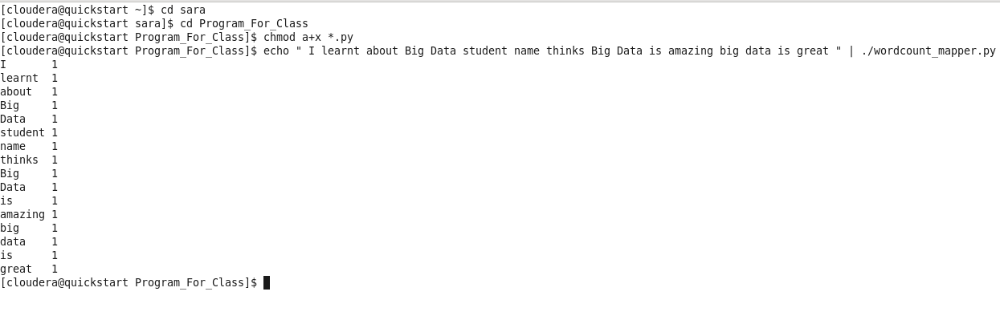 [cloudera@quickstart ~]$ cd sara
[cloudera@quickstart sara]$ cd Program_For_Class
[cloudera@quickstart Program_For_Class]$ chmod a+x *.py
[cloudera@quickstart Program_For_Class]$ echo " I learnt about Big Data student name thinks Big Data is amazing big data is great " | ./wordcount_mapper.py
I       1
learnt  1
about   1
Big     1
Data    1
student 1
name    1
thinks  1
Big     1
Data    1
is      1
amazing 1
big     1
data    1
is      1
great   1
[cloudera@quickstart Program_For_Class]$